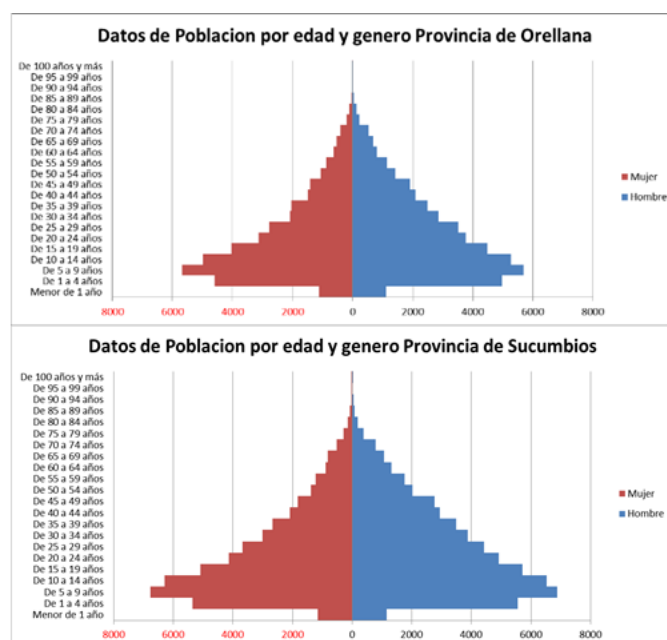 Datos de Poblacion por edad y genero Provincia de Orellana
De 100 años y más
De 95 a 99 años
De 90 a 94 años
De 85 a 89 años
De 80 a 84 años
De 75 a 79 años
De 70 a 74 años
De 65 a 69 años
De 60 a 64 años
De 55 a 59 años
De 50 a 54 años
De 45 a 49 años
De 40 a 44 años
De 35 a 39 años
De 30 a 34 años
De 25 a 29 años
De 20 a 24 años
De 15 a 19 años
De 10 a 14 años
De 5 a 9 años
De 1 a 4 años
Menor de 1 año
8000 6000 4000 2000 0 2000 4000 6000 8000
Mujer
Hombre
Datos de Poblacion por edad y genero Provincia de Sucumbios
De 100 años y más
De 95 a 99 años
De 90 a 94 años
De 85 a 89 años
De 80 a 84 años
De 75 a 79 años
De 70 a 74 años
De 65 a 69 años
De 60 a 64 años
De 55 a 59 años
De 50 a 54 años
De 45 a 49 años
De 40 a 44 años
De 35 a 39 años
De 30 a 34 años
De 25 a 29 años
De 20 a 24 años
De 15 a 19 años
De 10 a 14 años
De 5 a 9 años
De 1 a 4 años
Menor de 1 año
8000 6000 4000 2000 0 2000 4000 6000 8000
Mujer
Hombre